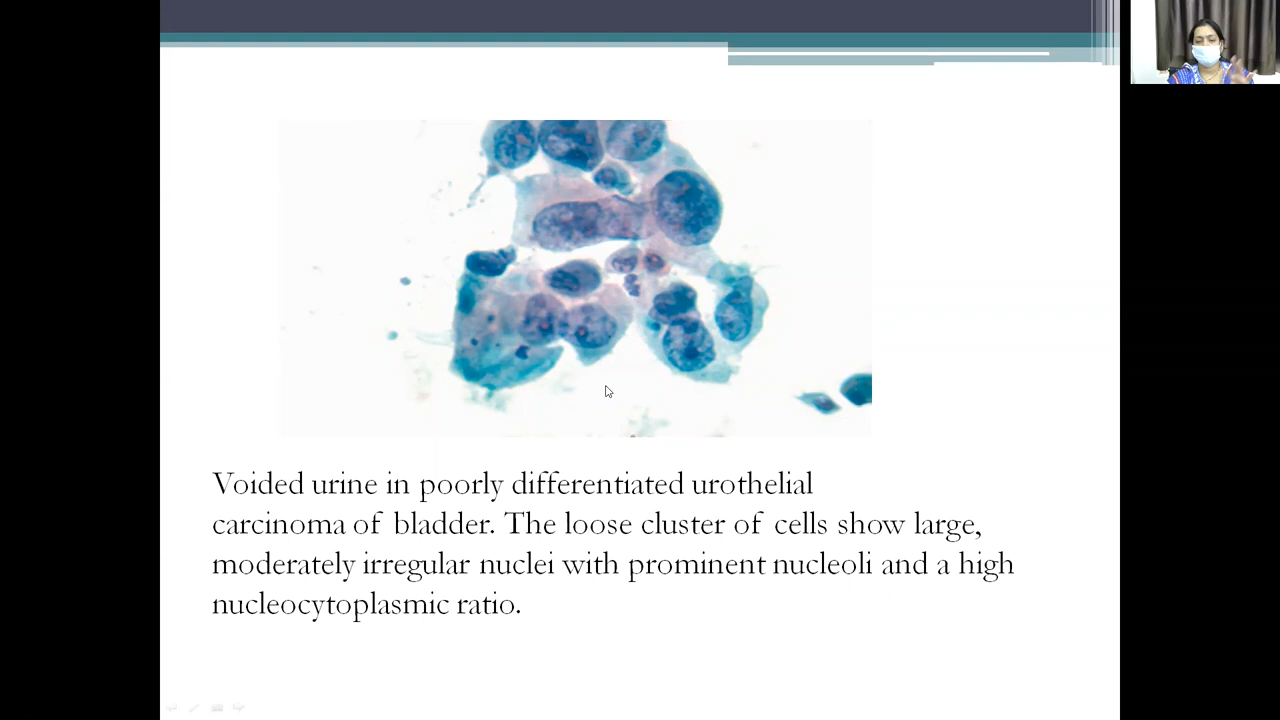 Voided urine in poorly differentiated urothelial
carcinoma of bladder. The loose cluster of cells show large,
moderately irregular nuclei with prominent nucleoli and a high
nucleocytoplasmic ratio.